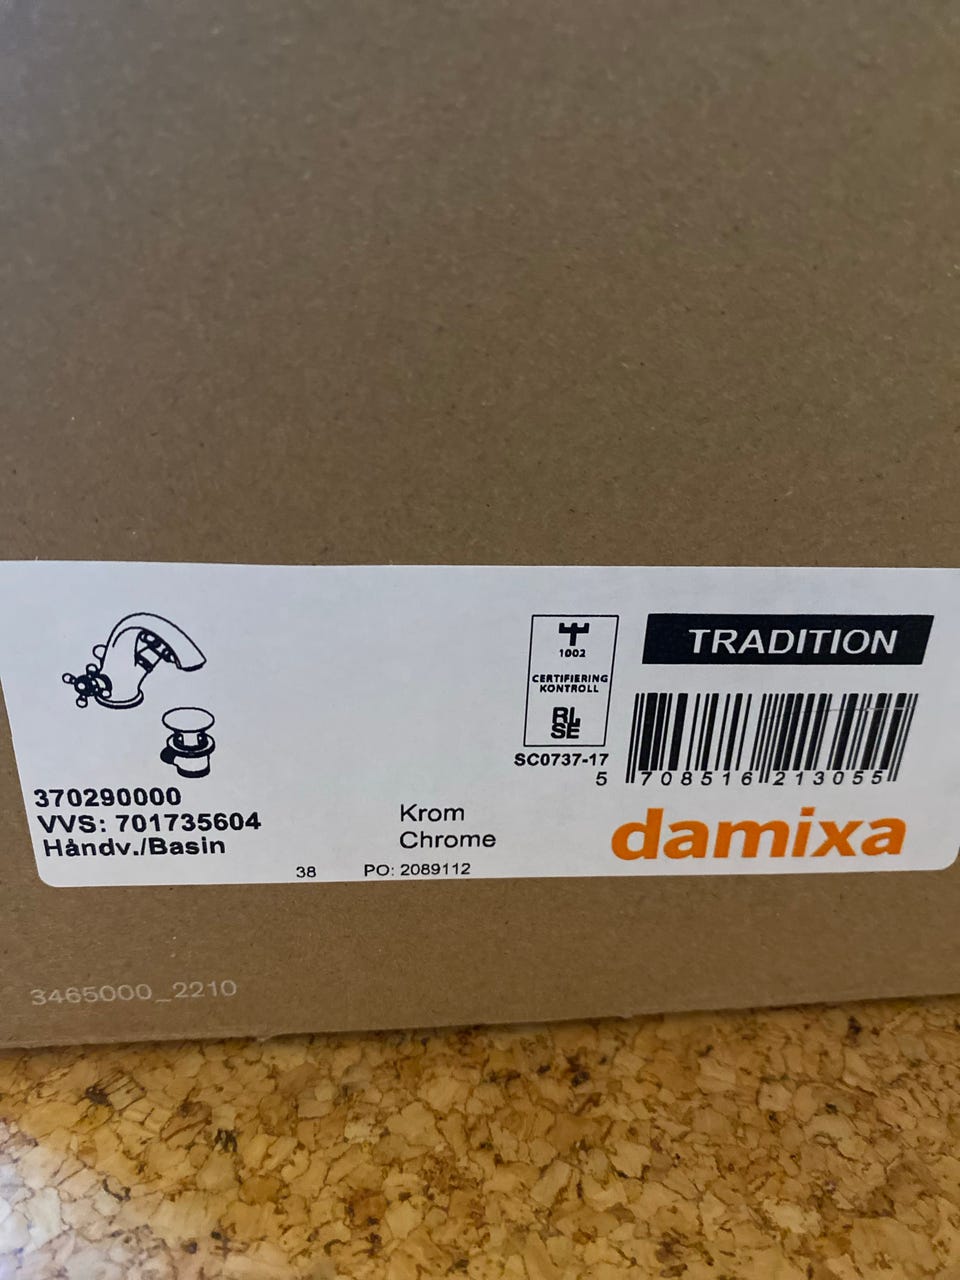 1002
CERTIFIERING
KONTROLL
RI
SE
SC0737-17
TRADITION
5 708516 213055
damixa
370290000
VVS: 701735604
Håndv./Basin
Krom
Chrome
38
PO: 2089112
3465000_2210